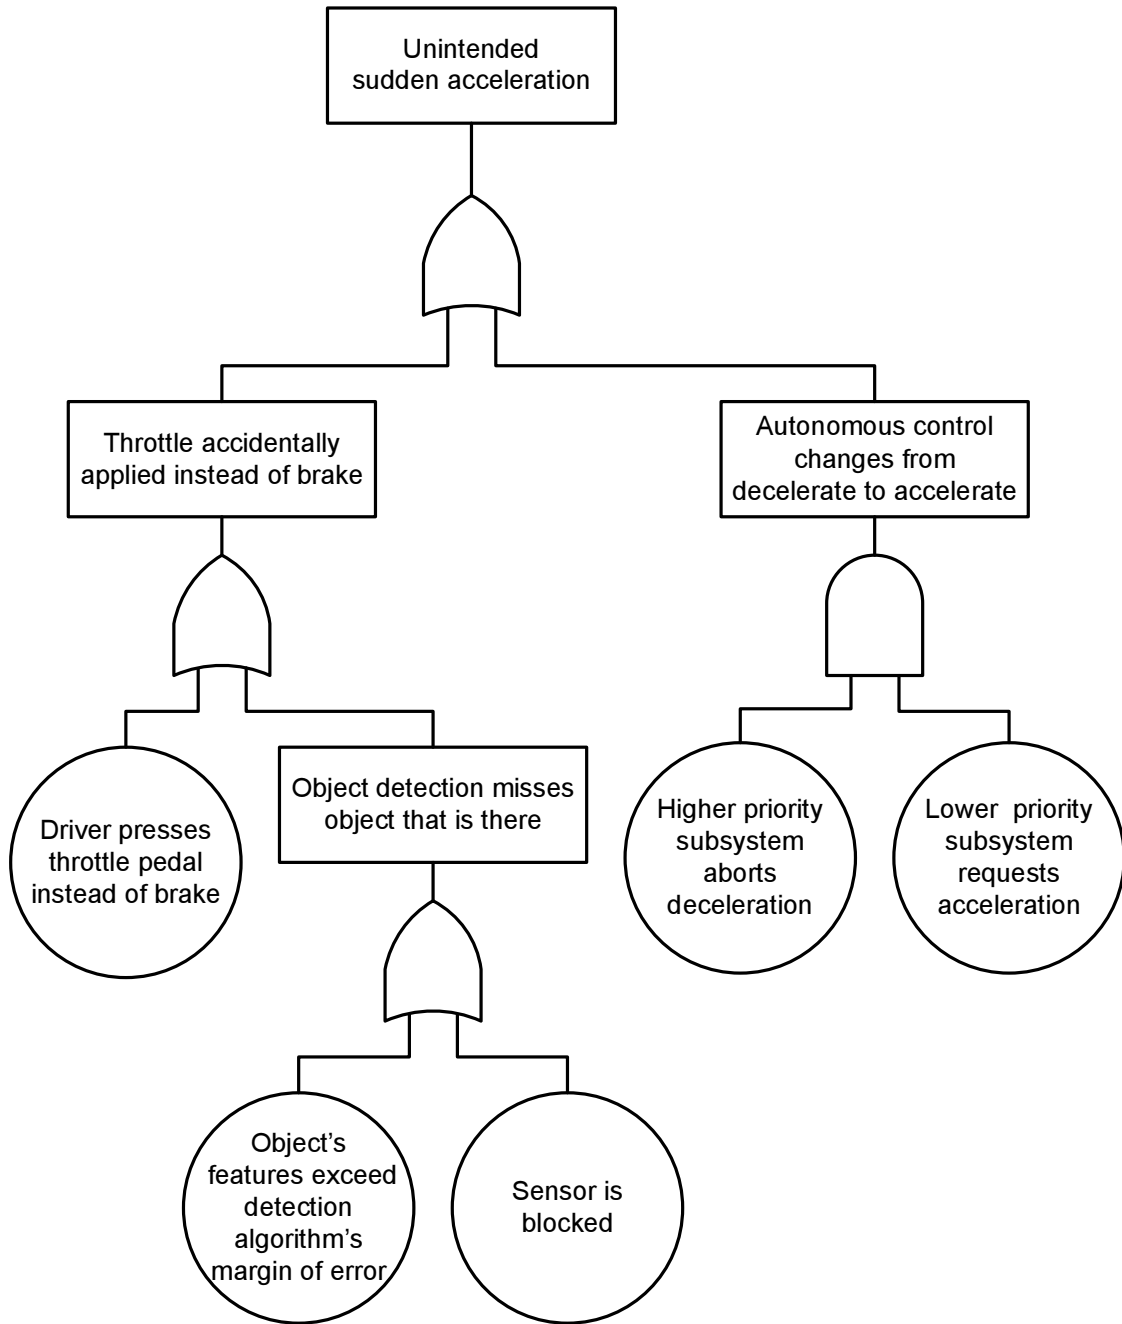 Unintended
sudden acceleration
Throttle accidentally
applied instead of brake
Autonomous control
changes from
decelerate to accelerate
Driver presses
throttle pedal
instead of brake
Object detection misses
object that is there
Higher priority
subsystem
aborts
deceleration
Lower priority
subsystem
requests
acceleration
Object’s
features exceed
detection
algorithm’s
margin of error
Sensor is
blocked